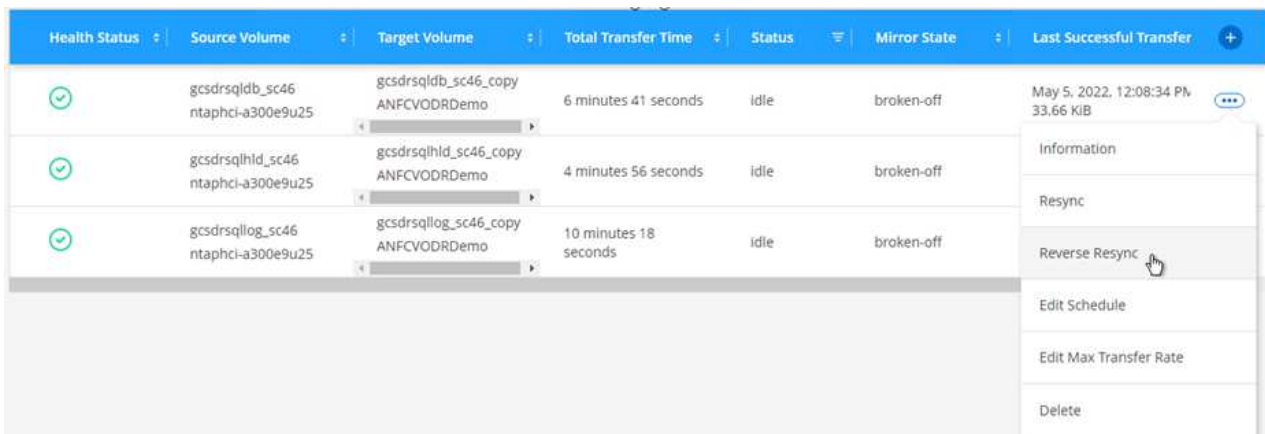 Health Status Source Volume Target Volume Total Transfer Time Status Mirror State Last Successful Transfer
gcsdrsqldb_sc46
ntaphci-a300e9u25
gcsdrsqldb_sc46_copy
ANFCVODRDemo
6 minutes 41 seconds
idle
broken-off
May 5, 2022, 12:08:34 PM
33.66 KiB
gcsdrsqlhld_sc46
ntaphci-a300e9u25
gcsdrsqlhld_sc46_copy
ANFCVODRDemo
4 minutes 56 seconds
idle
broken-off
gcsdrsqllog_sc46
ntaphci-a300e9u25
gcsdrsqllog_sc46_copy
ANFCVODRDemo
10 minutes 18
seconds
idle
broken-off
Information
Resync
Reverse Resync
Edit Schedule
Edit Max Transfer Rate
Delete